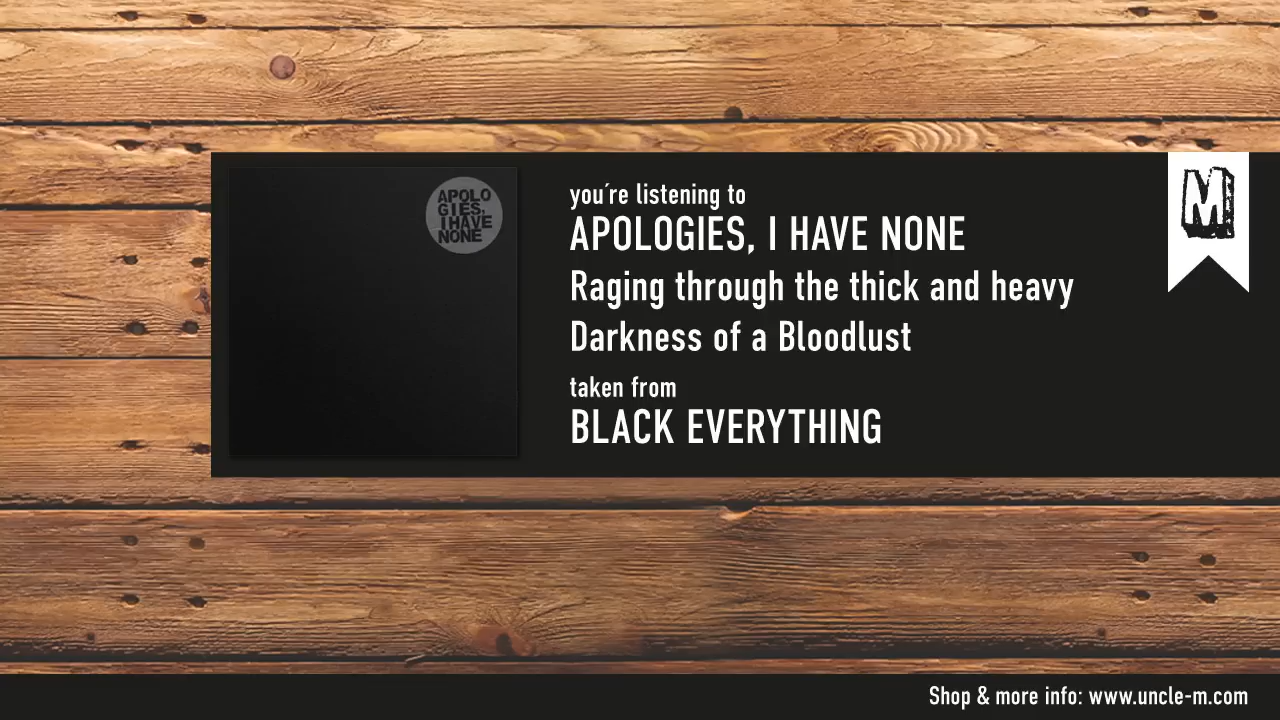 APOLO
GIES,
I HAVE
NONE
you´re listening to
APOLOGIES, I HAVE NONE
Raging through the thick and heavy
Darkness of a Bloodlust
taken from
BLACK EVERYTHING
M
Shop & more info: www.uncle-m.com